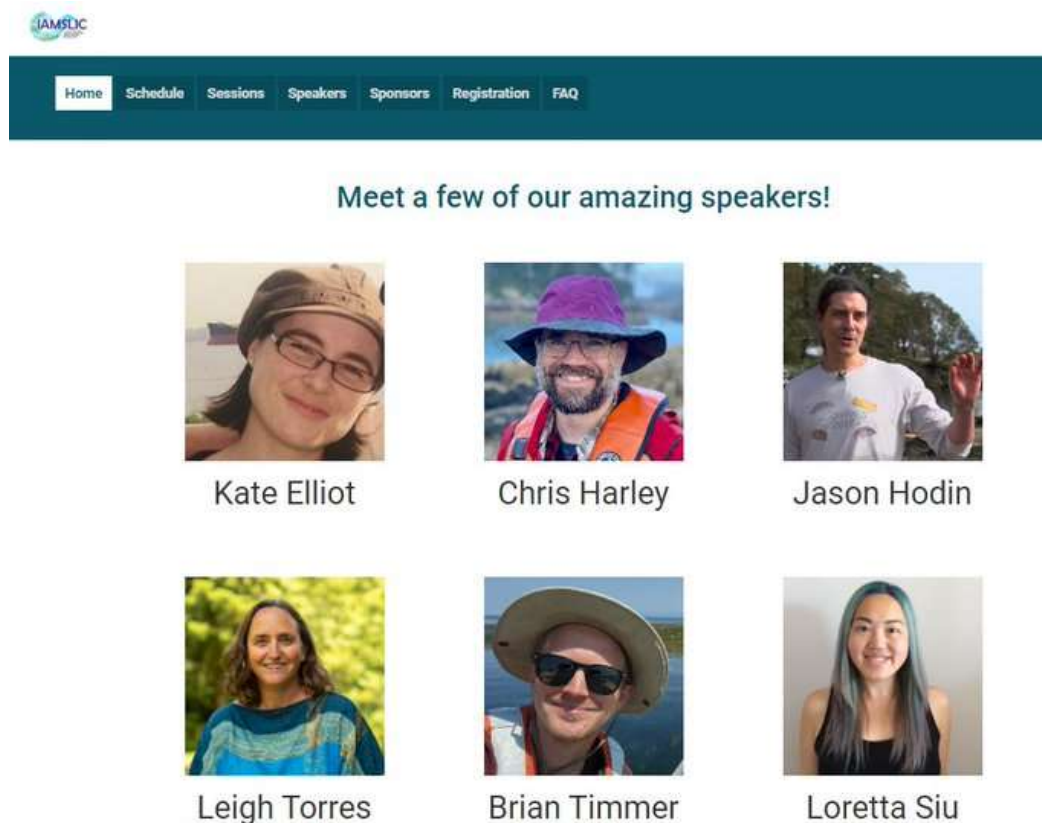 IAMSLIC
Home Schedule Sessions Speakers Sponsors Registration FAQ
Meet a few of our amazing speakers!
Kate Elliot Chris Harley Jason Hodin
Leigh Torres Brian Timmer Loretta Siu